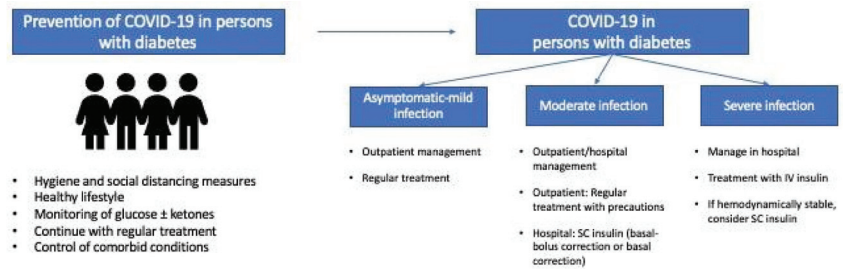 Prevention of COVID-19 in persons
with diabetes
• Hygiene and social distancing measures
• Healthy lifestyle
• Monitoring of glucose ± ketones
• Continue with regular treatment
• Control of comorbid conditions
COVID-19 in
persons with diabetes
Asymptomatic-mild
infection
• Outpatient management
• Regular treatment
Moderate infection
• Outpatient/hospital
management
• Outpatient: Regular
treatment with precautions
• Hospital: SC insulin (basal-
bolus correction or basal
correction)
Severe infection
• Manage in hospital
• Treatment with IV insulin
• If hemodynamically stable,
consider SC insulin